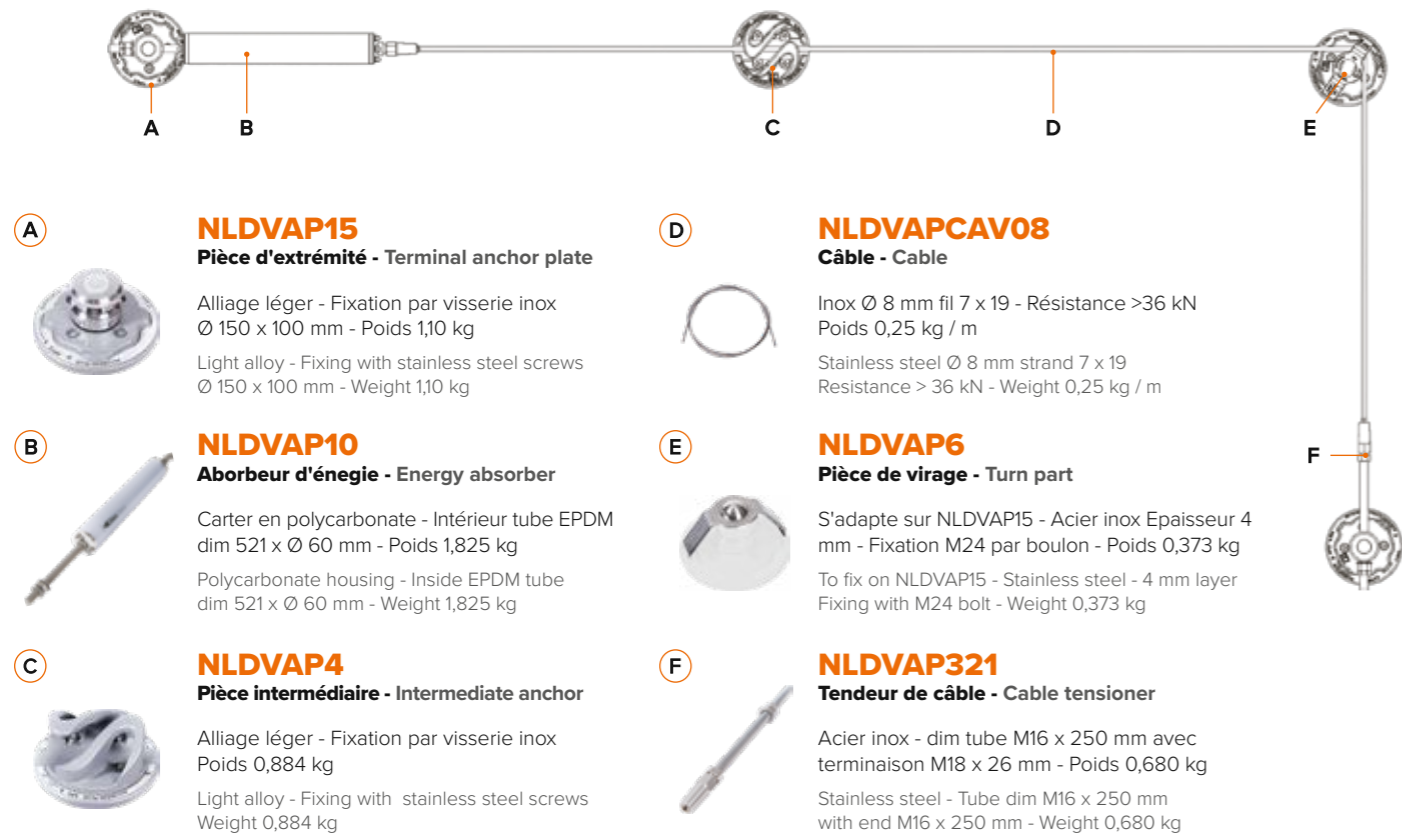 A
B
C
D
E
F
A
NLDVAP15
Pièce d'extrémité - Terminal anchor plate
Alliage léger - Fixation par visserie inox
Ø 150 x 100 mm - Poids 1,10 kg
Light alloy - Fixing with stainless steel screws
Ø 150 x 100 mm - Weight 1,10 kg
B
NLDVAP10
Aborbeur d'énegie - Energy absorber
Carter en polycarbonate - Intérieur tube EPDM
dim 521 x Ø 60 mm - Poids 1,825 kg
Polycarbonate housing - Inside EPDM tube
dim 521 x Ø 60 mm - Weight 1,825 kg
C
NLDVAP4
Pièce intermédiaire - Intermediate anchor
Alliage léger - Fixation par visserie inox
Poids 0,884 kg
Light alloy - Fixing with stainless steel screws
Weight 0,884 kg
D
NLDVAPCAV08
Câble - Cable
Inox Ø 8 mm fil 7 x 19 - Résistance >36 kN
Poids 0,25 kg / m
Stainless steel Ø 8 mm strand 7 x 19
Resistance > 36 kN - Weight 0,25 kg / m
E
NLDVAP6
Pièce de virage - Turn part
S'adapte sur NLDVAP15 - Acier inox Epaisseur 4
mm - Fixation M24 par boulon - Poids 0,373 kg
To fix on NLDVAP15 - Stainless steel - 4 mm layer
Fixing with M24 bolt - Weight 0,373 kg
F
NLDVAP321
Tendeur de câble - Cable tensioner
Acier inox - dim tube M16 x 250 mm avec
terminaison M18 x 26 mm - Poids 0,680 kg
Stainless steel - Tube dim M16 x 250 mm
with end M16 x 250 mm - Weight 0,680 kg